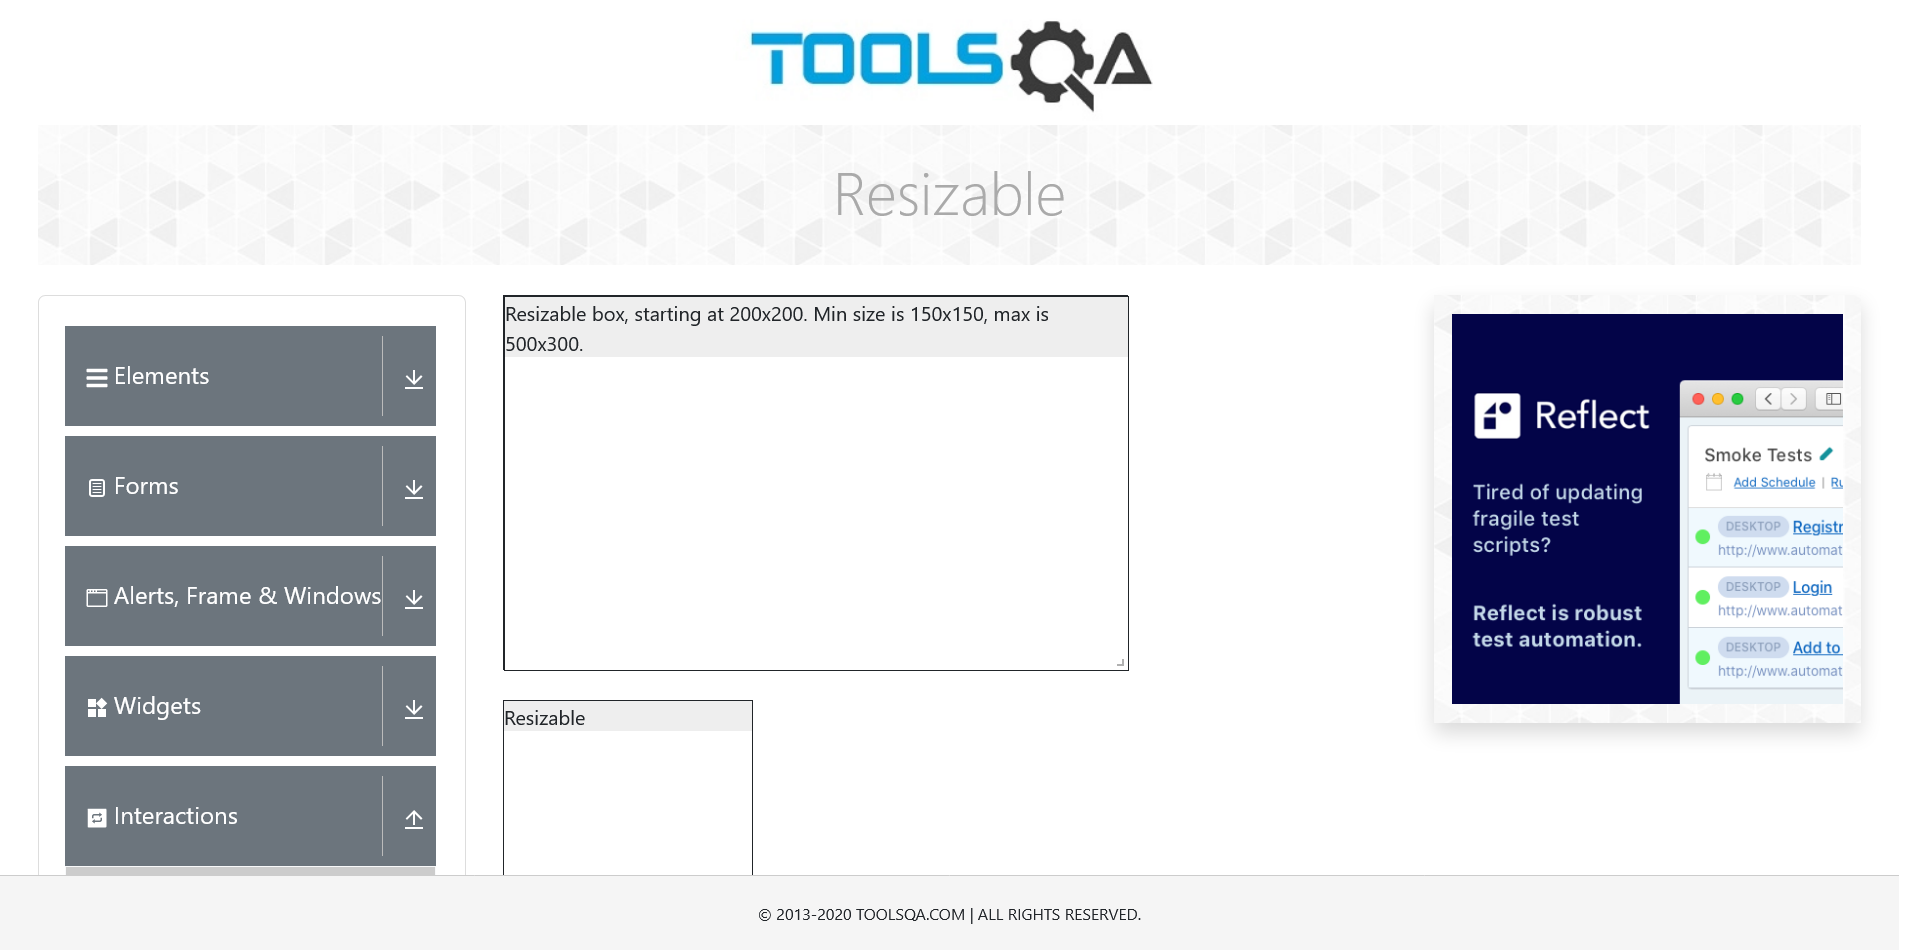 TOOLSQA
Resizable
Elements
Forms
Alerts, Frame & Windows
Widgets
Interactions
Resizable box, starting at 200x200. Min size is 150x150, max is
500x300.
Resizable
Reflect
Tired of updating
fragile test
scripts?
Reflect is robust
test automation.
Smoke Tests
Add Schedule | Ru
DESKTOP Registr
http://www.automat
DESKTOP Login
http://www.automat
DESKTOP Add to
http://www.automat
© 2013-2020 TOOLSQA.COM | ALL RIGHTS RESERVED.